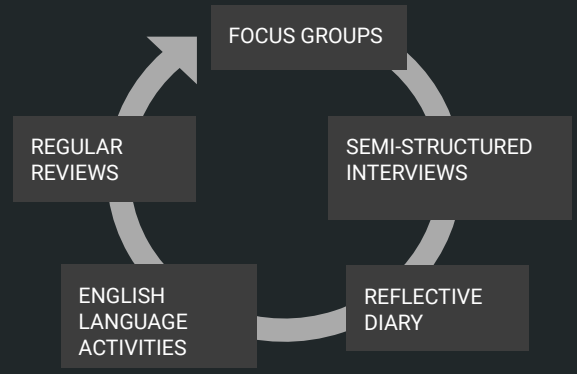 FOCUS GROUPS
SEMI-STRUCTURED
INTERVIEWS
REFLECTIVE
DIARY
ENGLISH
LANGUAGE
ACTIVITIES
REGULAR
REVIEWS